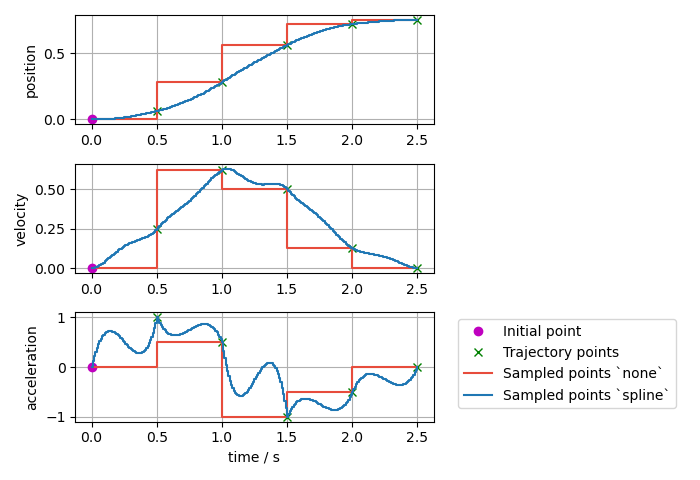 position
0.5
0.0
0.0 0.5 1.0 1.5 2.0 2.5
velocity
0.50
0.25
0.00
0.0 0.5 1.0 1.5 2.0 2.5
acceleration
1
0
−1
0.0 0.5 1.0 1.5 2.0 2.5
time / s
Initial point
Trajectory points
Sampled points `none`
Sampled points `spline`